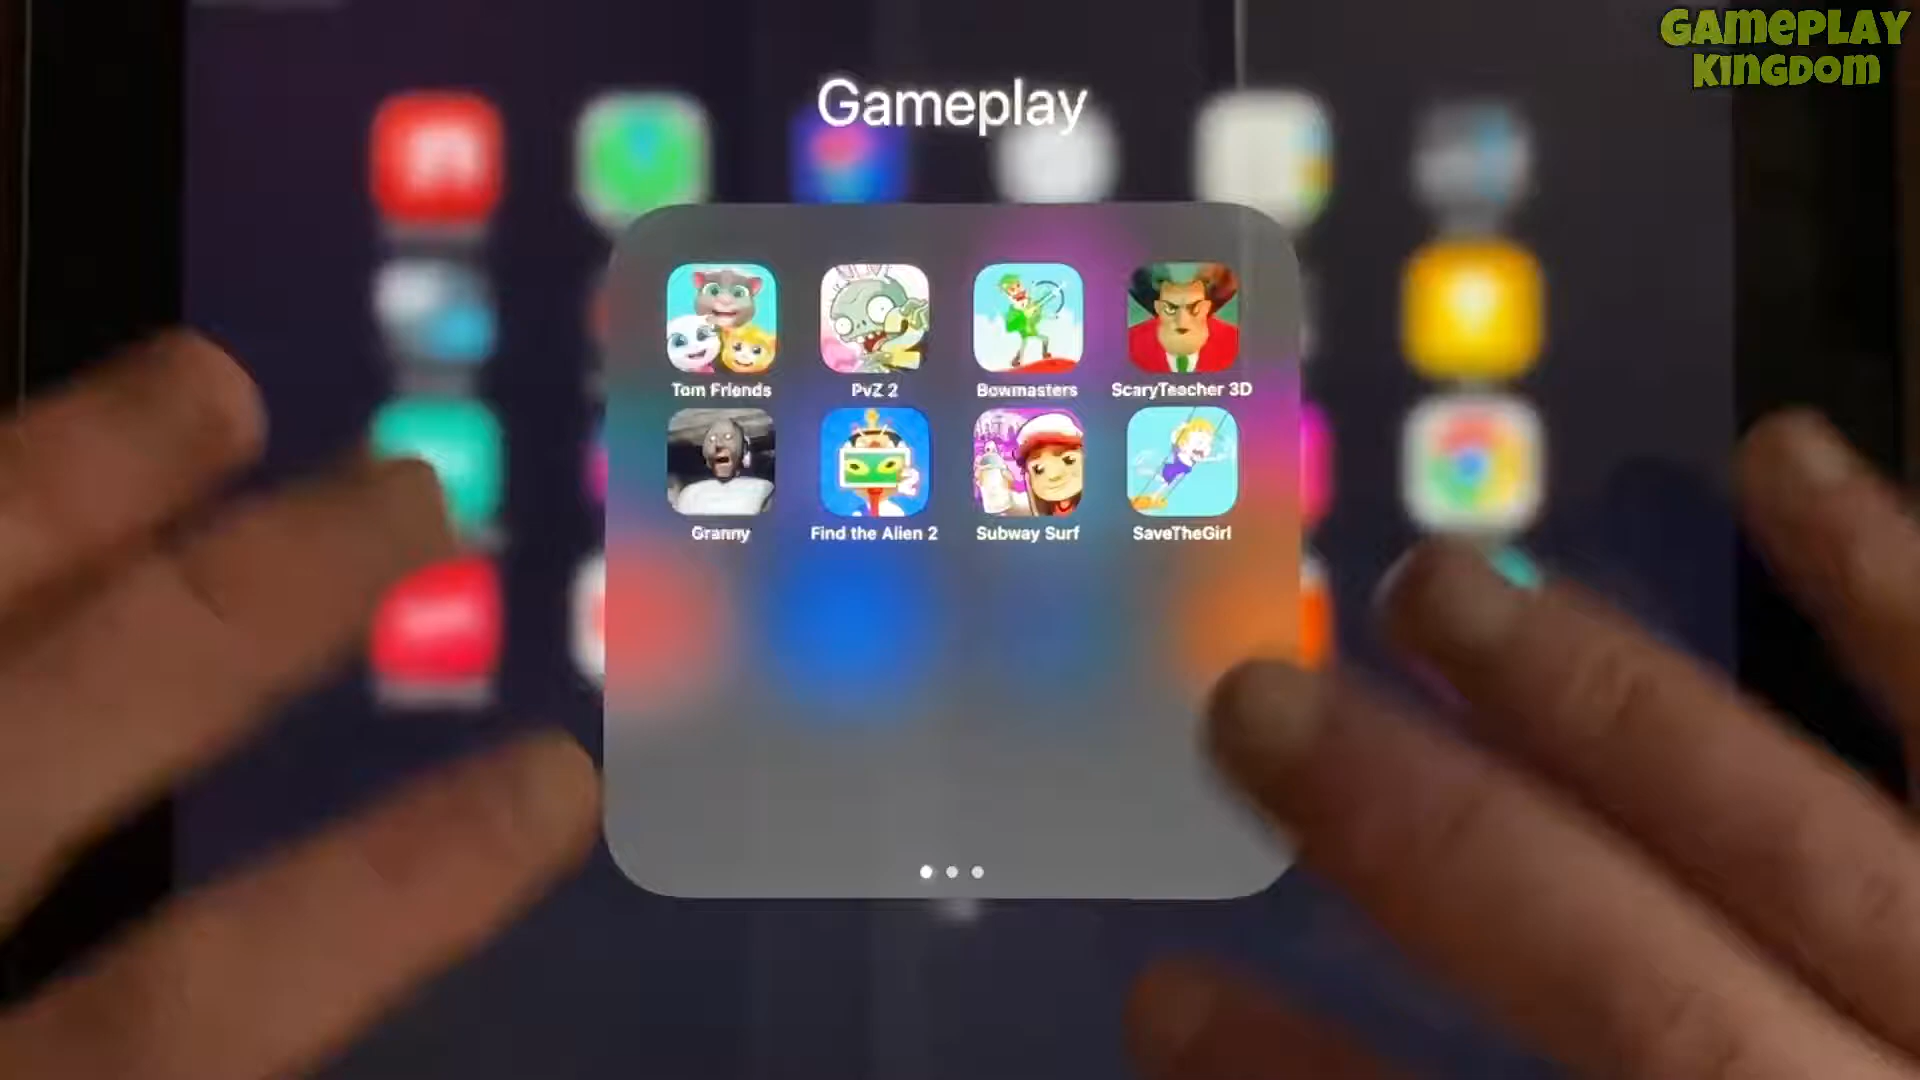 GAMEPLAY
KINGDOM
Gameplay
Tom Friends
PvZ 2
Bowmasters
ScaryTeacher 3D
Granny
Find the Alien 2
Subway Surf
SaveTheGirl